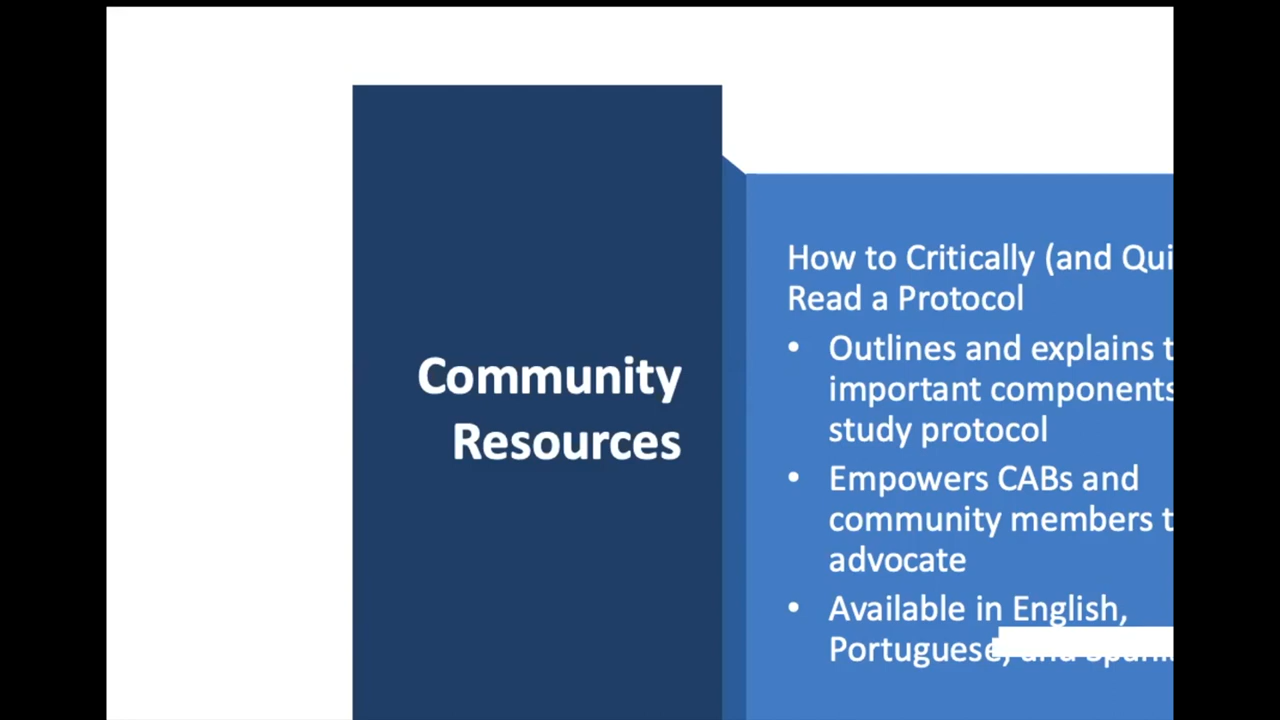 Community
Resources
How to Critically (and Qui
Read a Protocol
• Outlines and explains t
important components
study protocol
• Empowers CABs and
community members t
advocate
• Available in English,
Portuguese, and